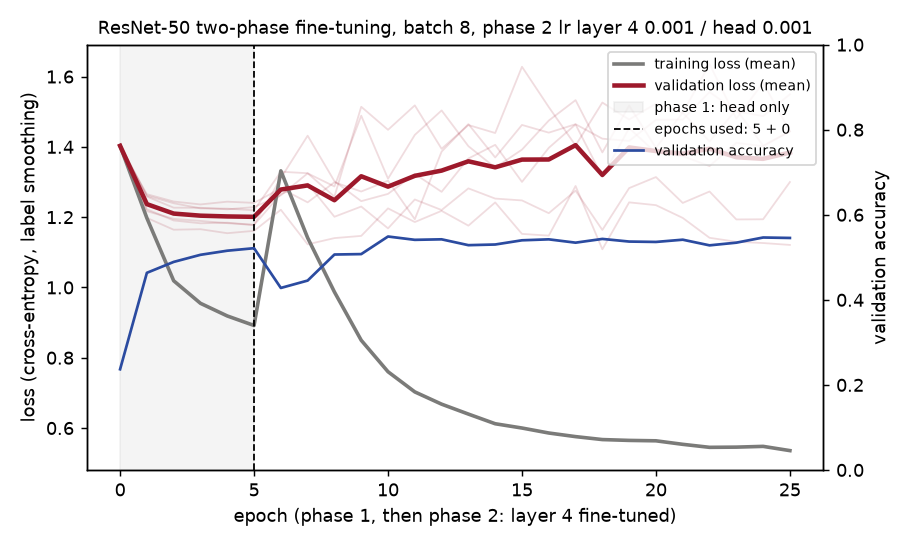 ResNet-50 two-phase fine-tuning, batch 8, phase 2 lr layer 4 0.001 / head 0.001
training loss (mean)
validation loss (mean)
phase 1: head only
epochs used: 5 + 0
validation accuracy
loss (cross-entropy, label smoothing)
1.6
1.4
1.2
1.0
0.8
0.6
1.0
0.8
0.6
0.4
0.2
0.0
validation accuracy
0
5
10
15
20
25
epoch (phase 1, then phase 2: layer 4 fine-tuned)